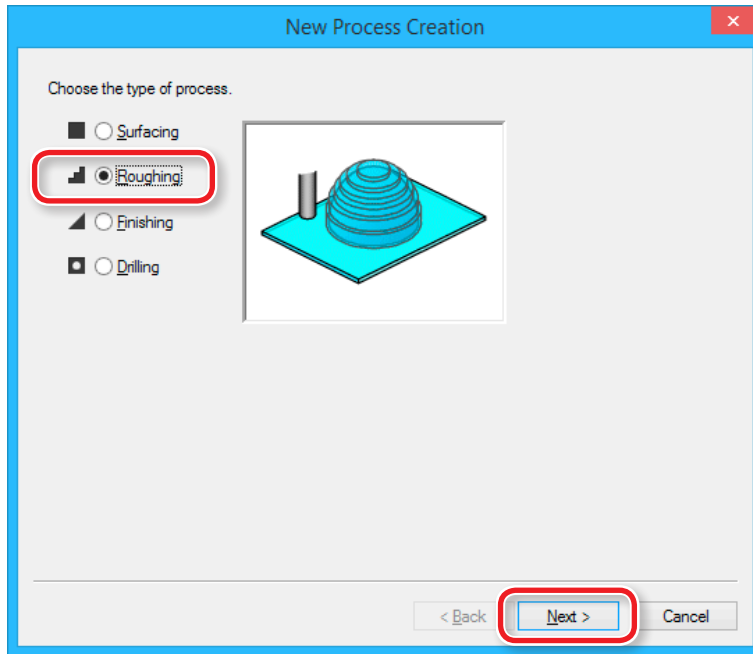 New Process Creation
Choose the type of process.
Surfacing
Roughing
Finishing
Drilling
< Back
Next >
Cancel